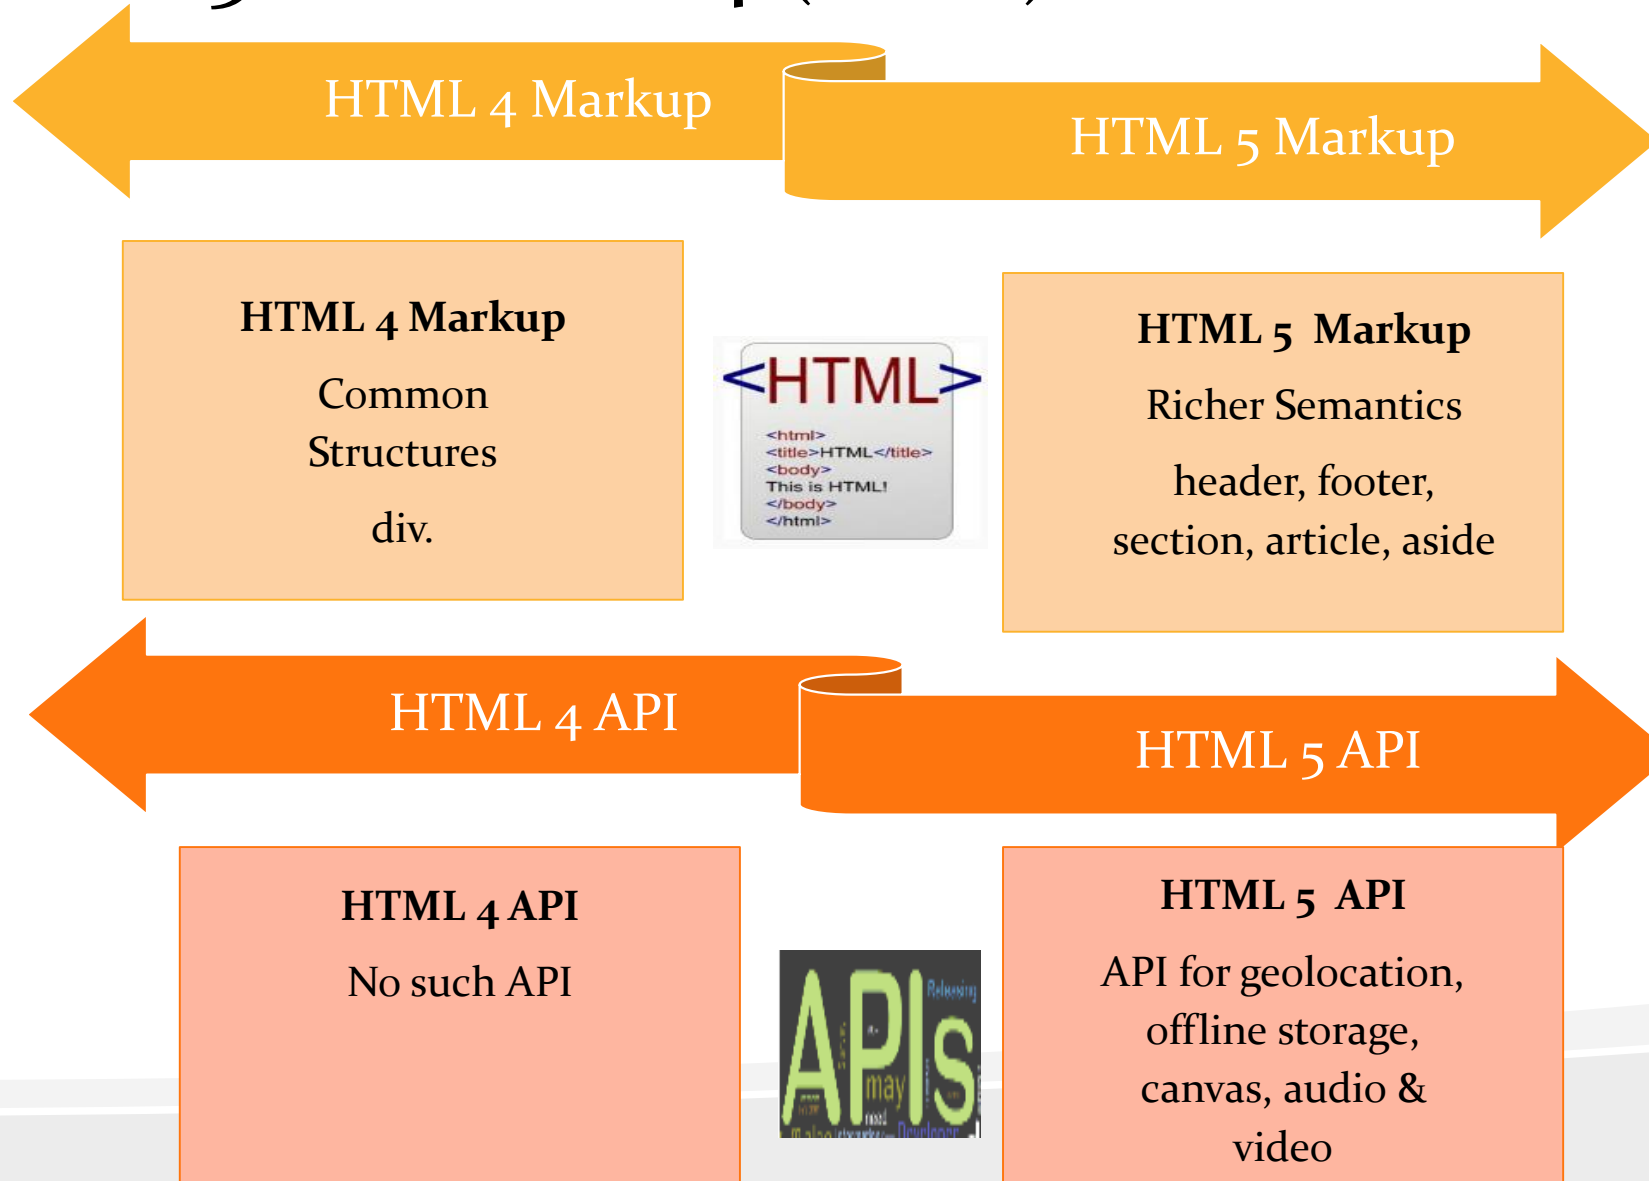 HTML 4 Markup
HTML 5 Markup
HTML 4 Markup
Common
Structures
div.
<HTML>
<html>
<title>HTML</title>
<body>
This is HTML!
</body>
</html>
HTML 5 Markup
Richer Semantics
header, footer,
section, article, aside
HTML 4 API
HTML 5 API
HTML 4 API
No such API
APIs
Releasing
may
need
HTML 5 API
API for geolocation,
offline storage,
canvas, audio &
video